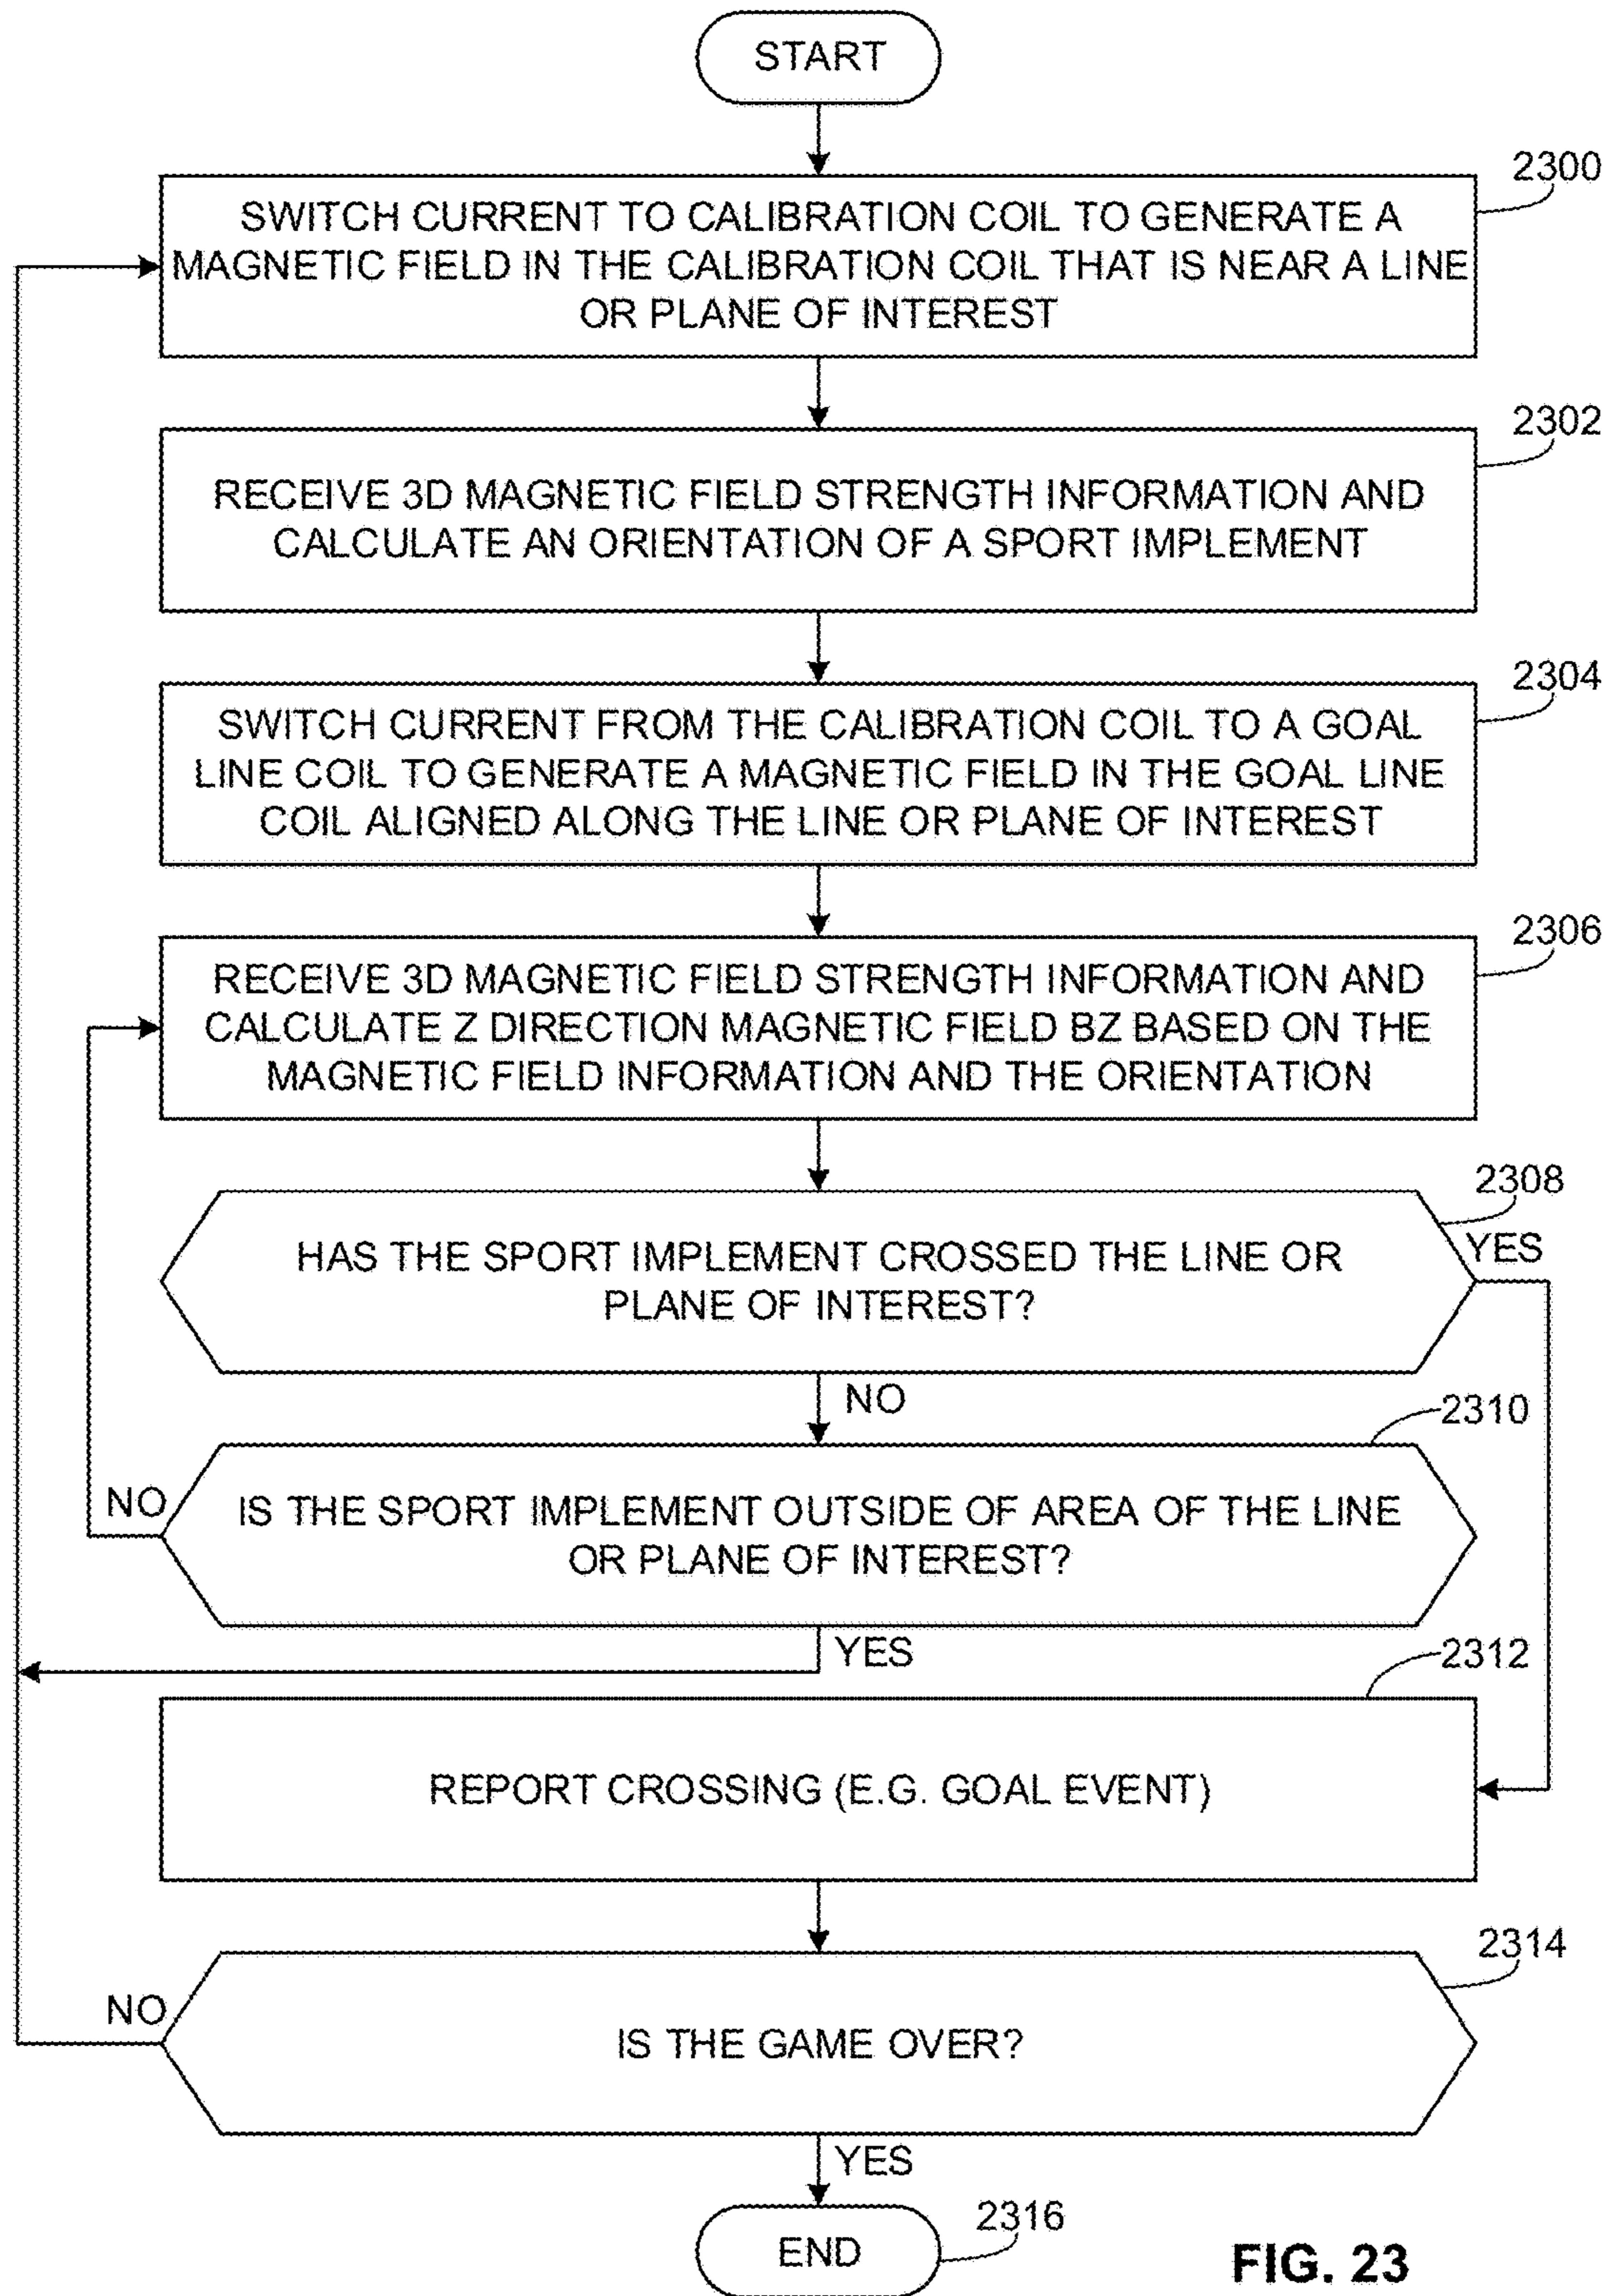 START
2300
SWITCH CURRENT TO CALIBRATION COIL TO GENERATE A
MAGNETIC FIELD IN THE CALIBRATION COIL THAT IS NEAR A LINE
OR PLANE OF INTEREST
2302
RECEIVE 3D MAGNETIC FIELD STRENGTH INFORMATION AND
CALCULATE AN ORIENTATION OF A SPORT IMPLEMENT
2304
SWITCH CURRENT FROM THE CALIBRATION COIL TO A GOAL
LINE COIL TO GENERATE A MAGNETIC FIELD IN THE GOAL LINE
COIL ALIGNED ALONG THE LINE OR PLANE OF INTEREST
2306
RECEIVE 3D MAGNETIC FIELD STRENGTH INFORMATION AND
CALCULATE Z DIRECTION MAGNETIC FIELD BZ BASED ON THE
MAGNETIC FIELD INFORMATION AND THE ORIENTATION
2308
YES
HAS THE SPORT IMPLEMENT CROSSED THE LINE OR
PLANE OF INTEREST?
NO
2310
NO
IS THE SPORT IMPLEMENT OUTSIDE OF AREA OF THE LINE
OR PLANE OF INTEREST?
YES
2312
REPORT CROSSING (E.G. GOAL EVENT)
2314
NO
IS THE GAME OVER?
YES
2316
END
FIG. 23